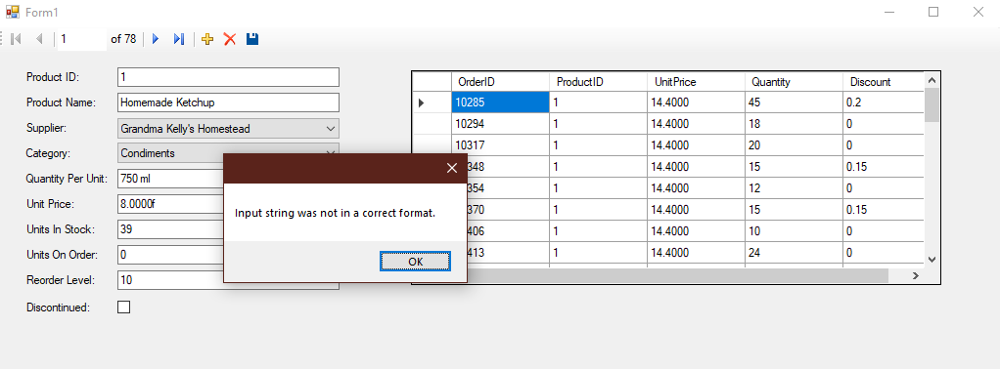 Form1
1 of 78
Product ID: 1
Product Name: Homemade Ketchup
Supplier: Grandma Kelly's Homestead
Category: Condiments
Quantity Per Unit: 750 ml
Unit Price: 8.0000f
Units In Stock: 39
Units On Order: 0
Reorder Level: 10
Discontinued:
OrderID ProductID UnitPrice Quantity Discount
10285 1 14.4000 45 0.2
10294 1 14.4000 18 0
10317 1 14.4000 20 0
348 1 14.4000 15 0.15
354 1 14.4000 12 0
370 1 14.4000 15 0.15
406 1 14.4000 10 0
413 1 14.4000 24 0
Input string was not in a correct format.
OK